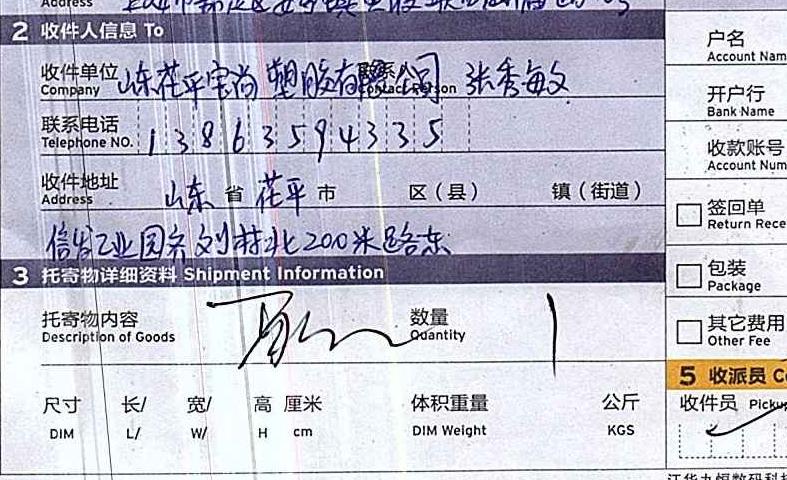 Address
2 收件人信息 To
户名
Account Nam
收件单位 山东茌平宝尚塑胶有限公司 联系人 张秀敏
Company Contact Person
开户行
Bank Name
联系电话 13863594335
Telephone NO.
收款账号
Account Num
收件地址 山东 省 茌平 市 区（县） 镇（街道）
Address
签回单
Return Rece
信发工业园齐刘村北200米路东
3 托寄物详细资料 Shipment Information
包装
Package
托寄物内容 数量 1
Description of Goods Quantity
其它费用
Other Fee
5 收派员 Co
尺寸 长/ 宽/ 高 厘米 体积重量 公斤
DIM L/ W/ H cm DIM Weight KGS
收件员 Picku